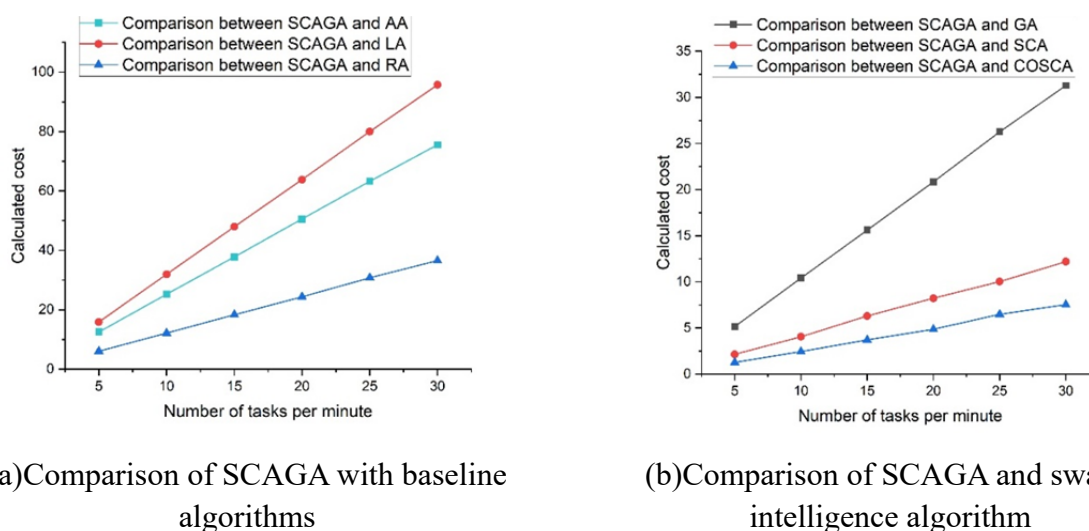 Comparison between SCAGA and AA
Comparison between SCAGA and LA
Comparison between SCAGA and RA
100
80
60
40
20
0
Calculated cost
5 10 15 20 25 30
Number of tasks per minute
a)Comparison of SCAGA with baseline
algorithms
Comparison between SCAGA and GA
Comparison between SCAGA and SCA
Comparison between SCAGA and COSCA
35
30
25
20
15
10
5
0
Calculated cost
5 10 15 20 25 30
Number of tasks per minute
(b)Comparison of SCAGA and swa
intelligence algorithm